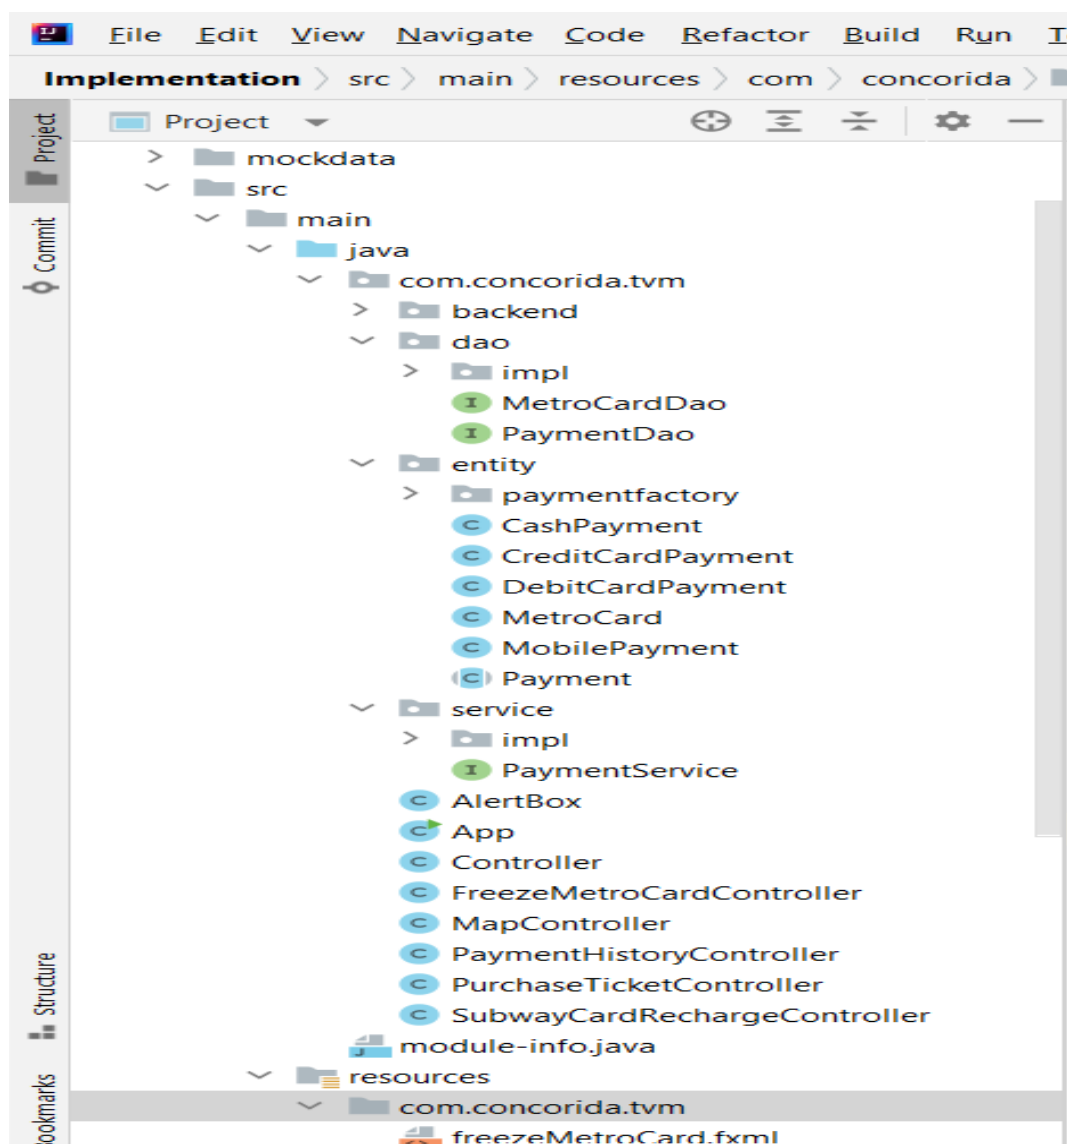 File Edit View Navigate Code Refactor Build Run
Implementation src main resources com concorida
Project
Project
Commit
Structure
mockdata
src
main
java
com.concorida.tvm
backend
dao
impl
MetroCardDao
PaymentDao
entity
paymentfactory
CashPayment
CreditCardPayment
DebitCardPayment
MetroCard
MobilePayment
Payment
service
impl
PaymentService
AlertBox
App
Controller
FreezeMetroCardController
MapController
PaymentHistoryController
PurchaseTicketController
SubwayCardRechargeController
module-info.java
resources
com.concorida.tvm
freezeMetroCard.fxml